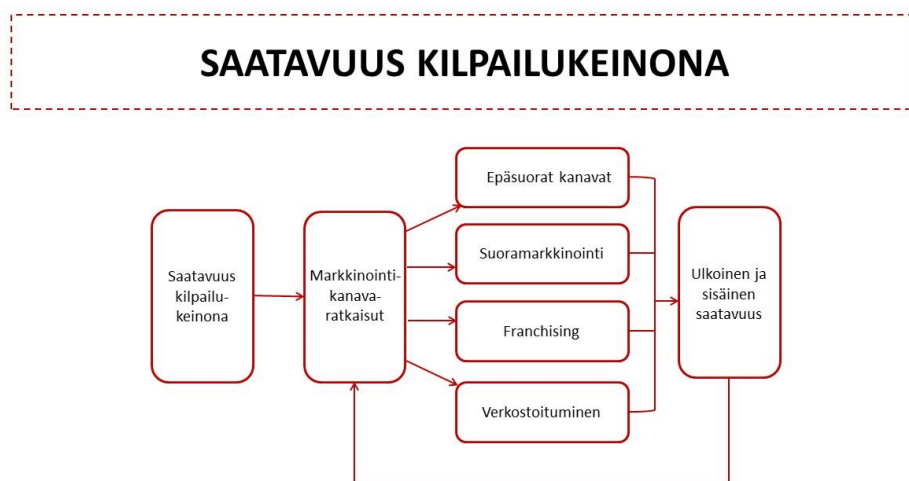 SAATAVUUS KILPAILUKEINONA
Saatavuus
kilpailu-
keinona
Markkinointi-
kanava-
ratkaisut
Epäsuorat kanavat
Suoramarkkinointi
Franchising
Verkostoituminen
Ulkoinen ja
sisäinen
saatavuus